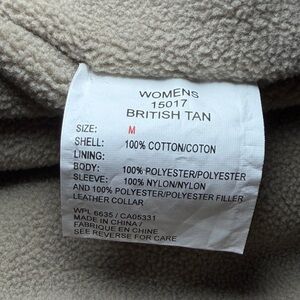 WOMENS
15017
BRITISH TAN
SIZE: M
SHELL: 100% COTTON/COTON
LINING:
BODY: 100% POLYESTER/POLYESTER
SLEEVE: 100% NYLON/NYLON
AND 100% POLYESTER/POLYESTER FILLER
LEATHER COLLAR
WPL 6635 / CA05331
MADE IN CHINA /
FABRIQUE EN CHINE
SEE REVERSE FOR CARE